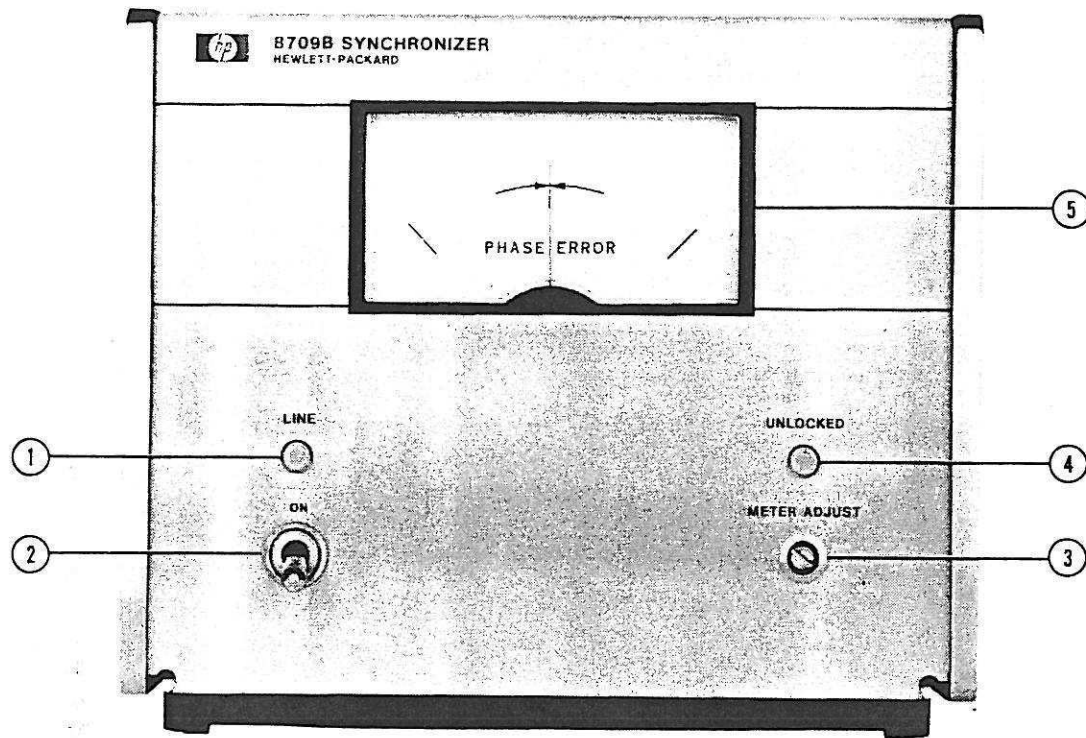 hp
8709B SYNCHRONIZER
HEWLETT-PACKARD
PHASE ERROR
5
LINE
UNLOCKED
1
4
ON
METER ADJUST
2
3